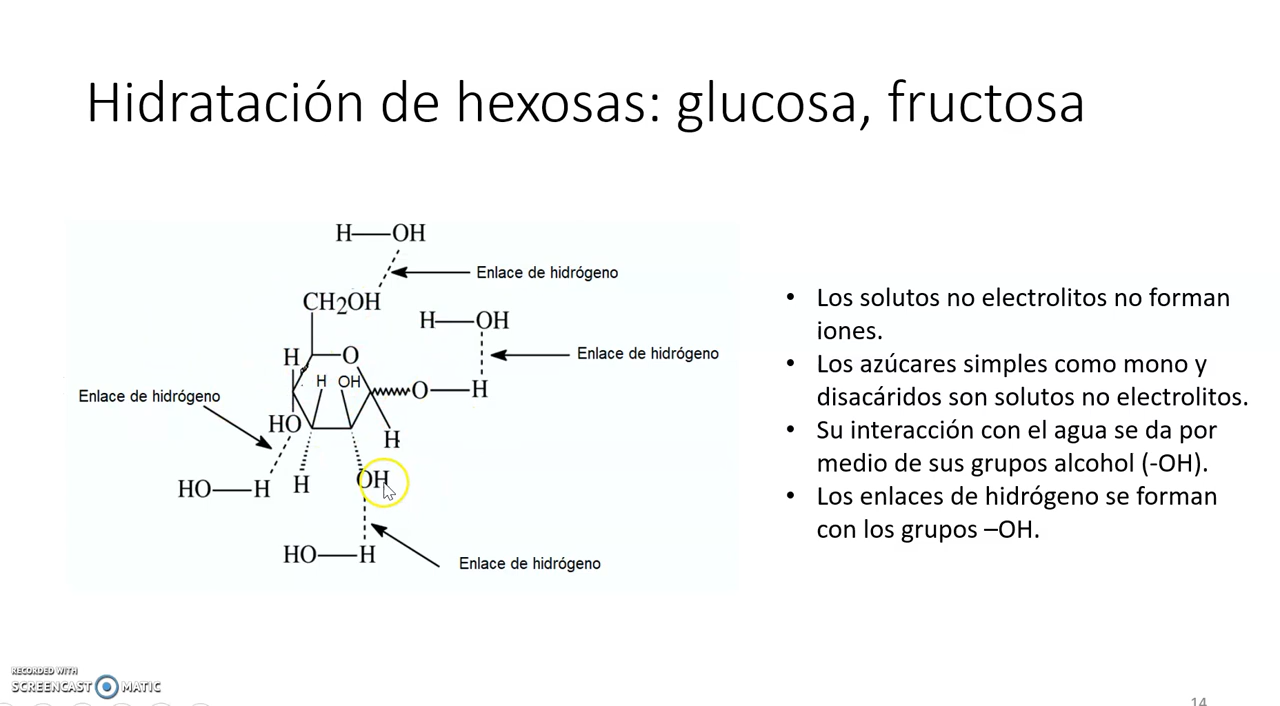 Hidratación de hexosas: glucosa, fructosa
H—OH
Enlace de hidrógeno
CH2OH
H—OH
Enlace de hidrógeno
H
O
H OH
O—H
Enlace de hidrógeno
HO
H
HO—H
H
OH
HO—H
Enlace de hidrógeno
• Los solutos no electrolitos no forman
iones.
• Los azúcares simples como mono y
disacáridos son solutos no electrolitos.
• Su interacción con el agua se da por
medio de sus grupos alcohol (-OH).
• Los enlaces de hidrógeno se forman
con los grupos –OH.
RECORDED WITH
SCREENCAST MATIC
14